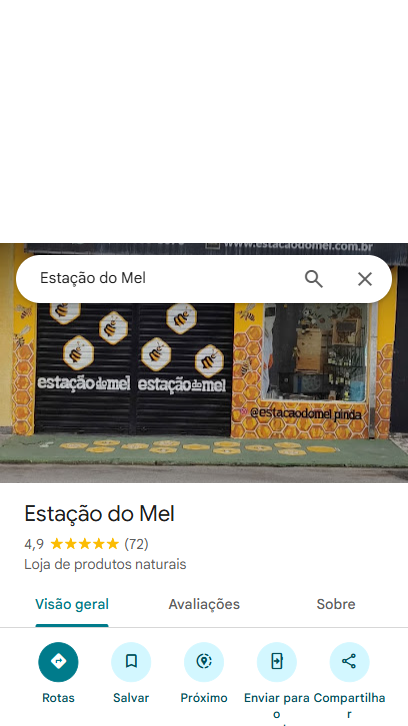 www.estacaodomel.com.br
Estação do Mel
estação do mel estação do mel
@estacaodomel pinda
Estação do Mel
4,9 (72)
Loja de produtos naturais
Visão geral Avaliações Sobre
Rotas Salvar Próximo Enviar para o Compartilhar